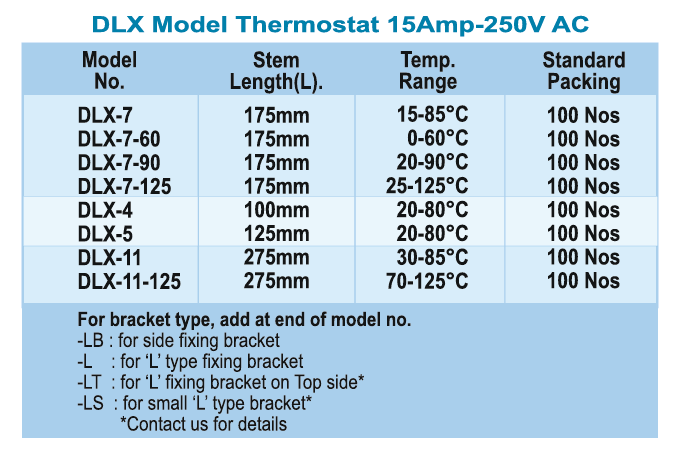 DLX Model Thermostat 15Amp-250V AC
Model No. Stem Length(L). Temp. Range Standard Packing
DLX-7 175mm 15-85°C 100 Nos
DLX-7-60 175mm 0-60°C 100 Nos
DLX-7-90 175mm 20-90°C 100 Nos
DLX-7-125 175mm 25-125°C 100 Nos
DLX-4 100mm 20-80°C 100 Nos
DLX-5 125mm 20-80°C 100 Nos
DLX-11 275mm 30-85°C 100 Nos
DLX-11-125 275mm 70-125°C 100 Nos
For bracket type, add at end of model no.
-LB : for side fixing bracket
-L : for ‘L’ type fixing bracket
-LT : for ‘L’ fixing bracket on Top side*
-LS : for small ‘L’ type bracket*
*Contact us for details